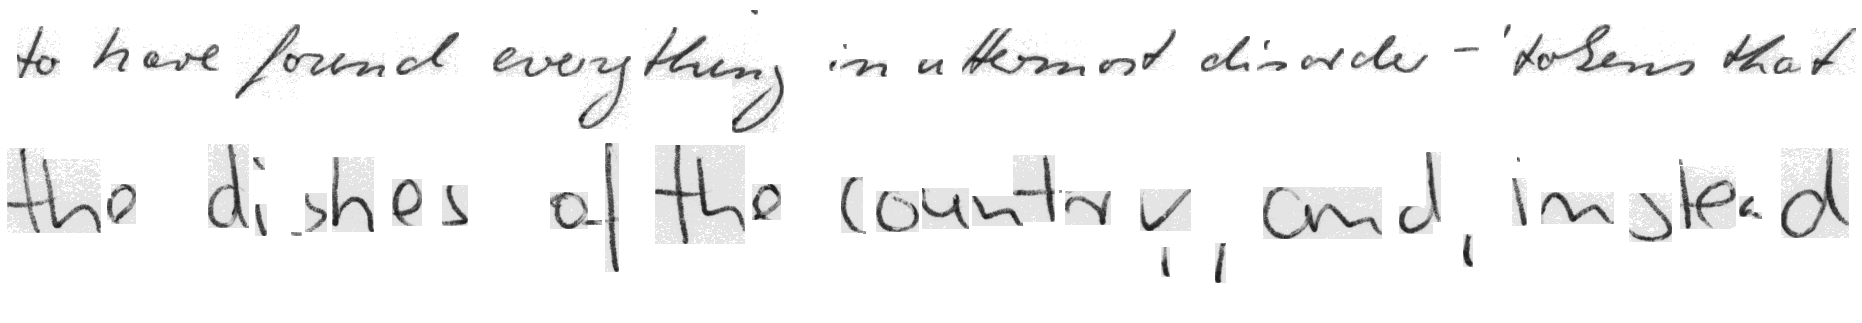 to have found everything in uttermost disorder - 'tokens that
the dishes of the country, and, instead